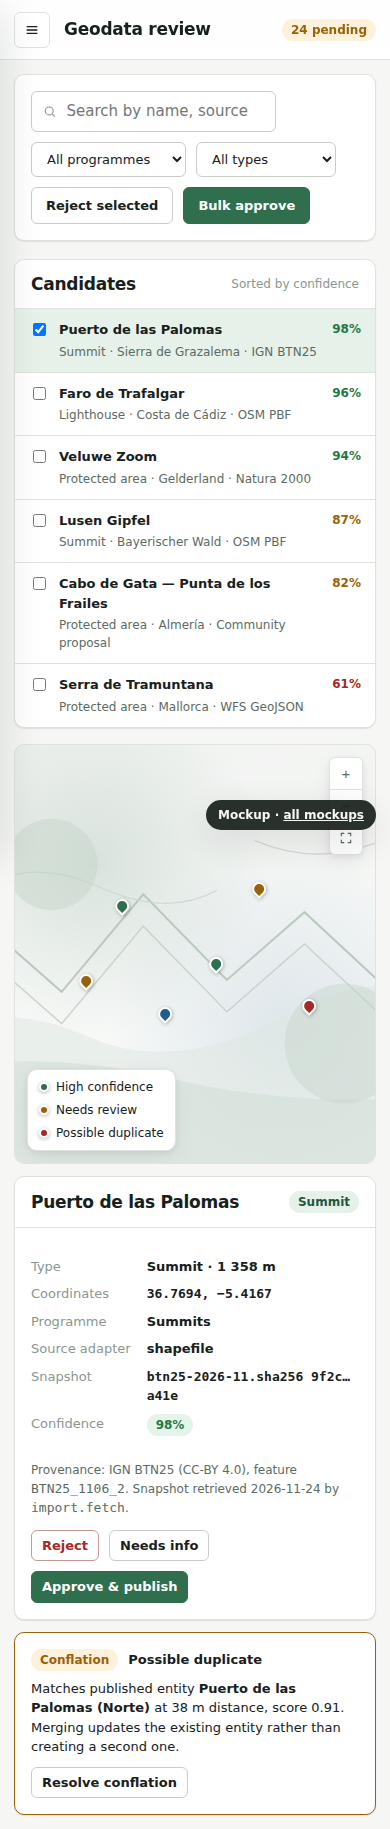 Geodata review
24 pending
Search by name, source
All programmes
All types
Reject selected
Bulk approve
Candidates
Sorted by confidence
Puerto de las Palomas
98%
Summit · Sierra de Grazalema · IGN BTN25
Faro de Trafalgar
96%
Lighthouse · Costa de Cádiz · OSM PBF
Veluwe Zoom
94%
Protected area · Gelderland · Natura 2000
Lusen Gipfel
87%
Summit · Bayerischer Wald · OSM PBF
Cabo de Gata — Punta de los
Frailes
82%
Protected area · Almería · Community
proposal
Serra de Tramuntana
61%
Protected area · Mallorca · WFS GeoJSON
+
Mockup · all mockups
High confidence
Needs review
Possible duplicate
Puerto de las Palomas
Summit
Type
Summit · 1 358 m
Coordinates
36.7694, −5.4167
Programme
Summits
Source adapter
shapefile
Snapshot
btn25-2026-11.sha256 9f2c…
a41e
Confidence
98%
Provenance: IGN BTN25 (CC-BY 4.0), feature
BTN25_1106_2. Snapshot retrieved 2026-11-24 by
import.fetch.
Reject
Needs info
Approve & publish
Conflation
Possible duplicate
Matches published entity Puerto de las
Palomas (Norte) at 38 m distance, score 0.91.
Merging updates the existing entity rather than
creating a second one.
Resolve conflation